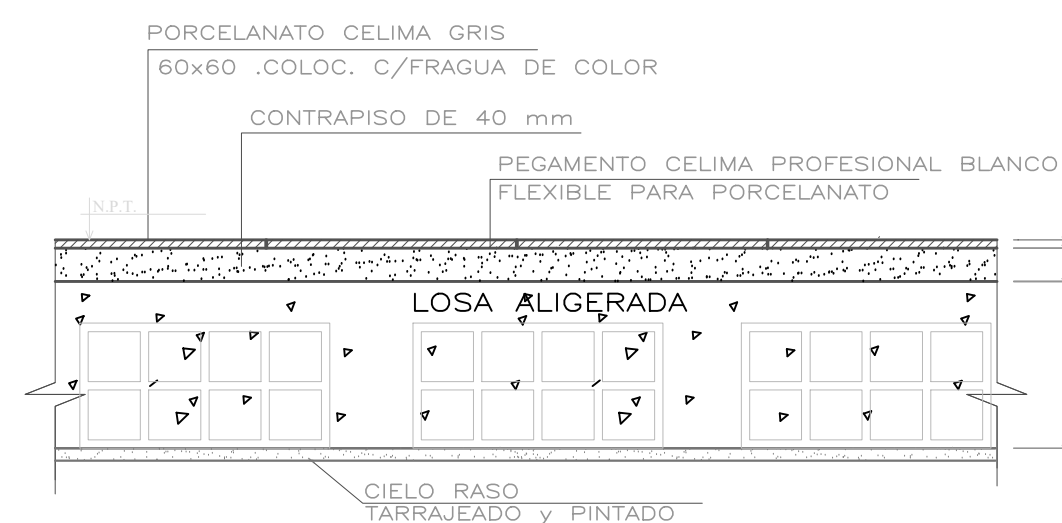 PORCELANATO CELIMA GRIS
60x60 .COLOC. C/FRAGUA DE COLOR
CONTRAPISO DE 40 mm
PEGAMENTO CELIMA PROFESIONAL BLANCO
FLEXIBLE PARA PORCELANATO
N.P.T.
LOSA ALIGERADA
CIELO RASO
TARRAJEADO y PINTADO